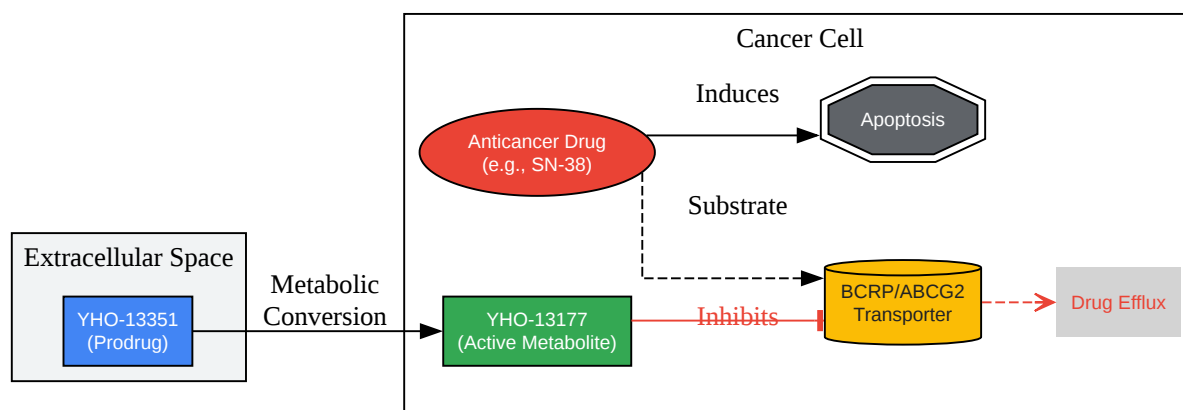 Cancer Cell
Induces
Apoptosis
Anticancer Drug
(e.g., SN-38)
Substrate
Extracellular Space
Metabolic
Conversion
YHO-13351
(Prodrug)
YHO-13177
(Active Metabolite)
Inhibits
BCRP/ABCG2
Transporter
Drug Efflux